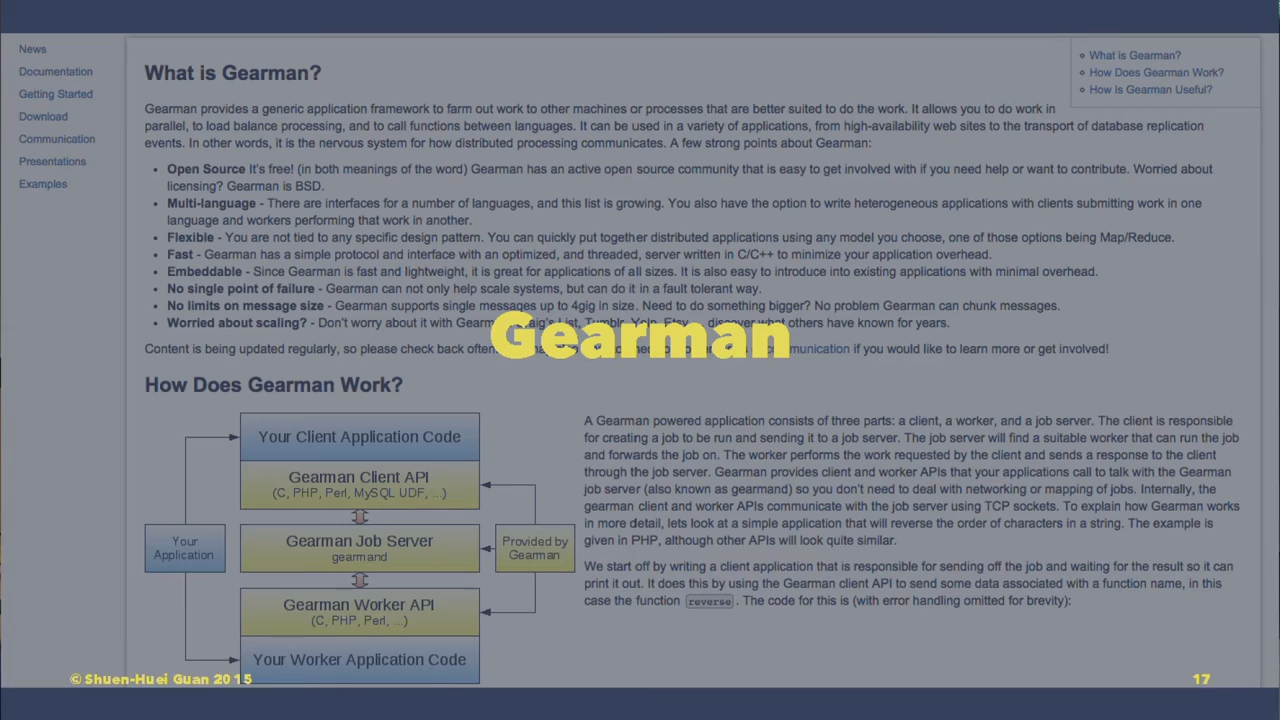 News
Documentation
Getting Started
Download
Communication
Presentations
Examples
What is Gearman?
How Does Gearman Work?
How Is Gearman Useful?
What is Gearman?
Gearman provides a generic application framework to farm out work to other machines or processes that are better suited to do the work. It allows you to do work in
parallel, to load balance processing, and to call functions between languages. It can be used in a variety of applications, from high-availability web sites to the transport of database replication
events. In other words, it is the nervous system for how distributed processing communicates. A few strong points about Gearman:
• Open Source It's free! (in both meanings of the word) Gearman has an active open source community that is easy to get involved with if you need help or want to contribute. Worried about
licensing? Gearman is BSD.
• Multi-language - There are interfaces for a number of languages, and this list is growing. You also have the option to write heterogeneous applications with clients submitting work in one
language and workers performing that work in another.
• Flexible - You are not tied to any specific design pattern. You can quickly put together distributed applications using any model you choose, one of those options being Map/Reduce.
• Fast - Gearman has a simple protocol and interface with an optimized, and threaded, server written in C/C++ to minimize your application overhead.
• Embeddable - Since Gearman is fast and lightweight, it is great for applications of all sizes. It is also easy to introduce into existing applications with minimal overhead.
• No single point of failure - Gearman can not only help scale systems, but can do it in a fault tolerant way.
• No limits on message size - Gearman supports single messages up to 4gig in size. Need to do something bigger? No problem Gearman can chunk messages.
• Worried about scaling? - Don't worry about it with List, Tumblr, Yelp, Etsy, discover what others have known for years.
Gearman
Content is being updated regularly, so please check back often if you would like to learn more or get involved!
How Does Gearman Work?
Your Client Application Code
Gearman Client API
(C, PHP, Perl, MySQL UDF, ...)
Your
Application
Gearman Job Server
gearmand
Provided by
Gearman
Gearman Worker API
(C, PHP, Perl, ...)
Your Worker Application Code
A Gearman powered application consists of three parts: a client, a worker, and a job server. The client is responsible
for creating a job to be run and sending it to a job server. The job server will find a suitable worker that can run the job
and forwards the job on. The worker performs the work requested by the client and sends a response to the client
through the job server. Gearman provides client and worker APIs that your applications call to talk with the Gearman
job server (also known as gearmand) so you don't need to deal with networking or mapping of jobs. Internally, the
gearman client and worker APIs communicate with the job server using TCP sockets. To explain how Gearman works
in more detail, lets look at a simple application that will reverse the order of characters in a string. The example is
given in PHP, although other APIs will look quite similar.
We start off by writing a client application that is responsible for sending off the job and waiting for the result so it can
print it out. It does this by using the Gearman client API to send some data associated with a function name, in this
case the function reverse. The code for this is (with error handling omitted for brevity):
© Shuen-Huei Guan 2015
17